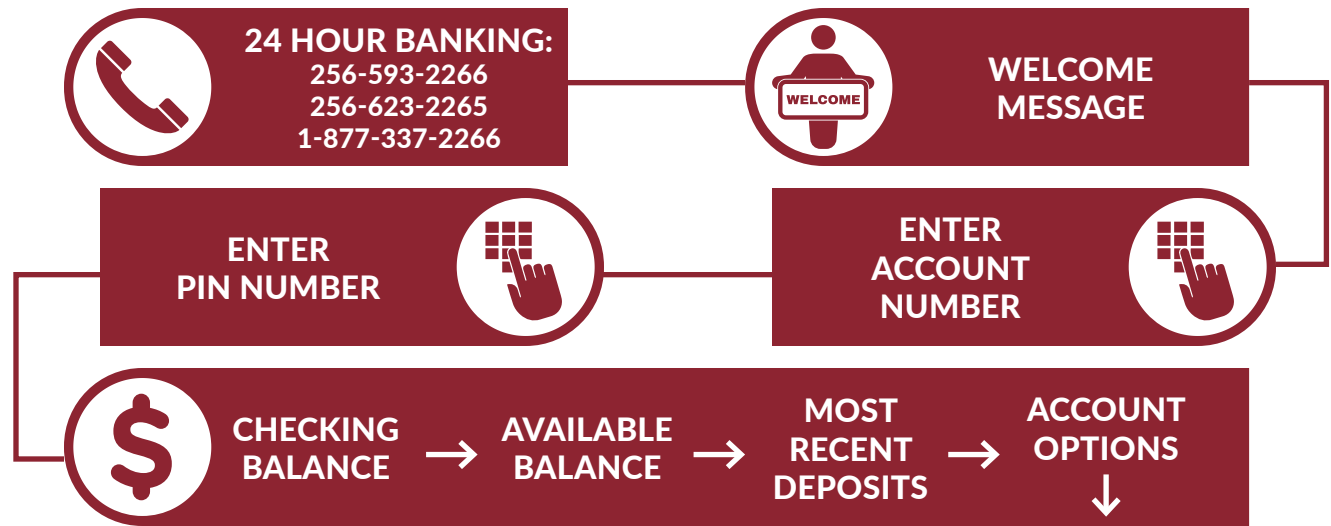 24 HOUR BANKING:
256-593-2266
256-623-2265
1-877-337-2266
WELCOME
WELCOME
MESSAGE
ENTER
ACCOUNT
NUMBER
ENTER
PIN NUMBER
CHECKING
BALANCE
AVAILABLE
BALANCE
MOST
RECENT
DEPOSITS
ACCOUNT
OPTIONS